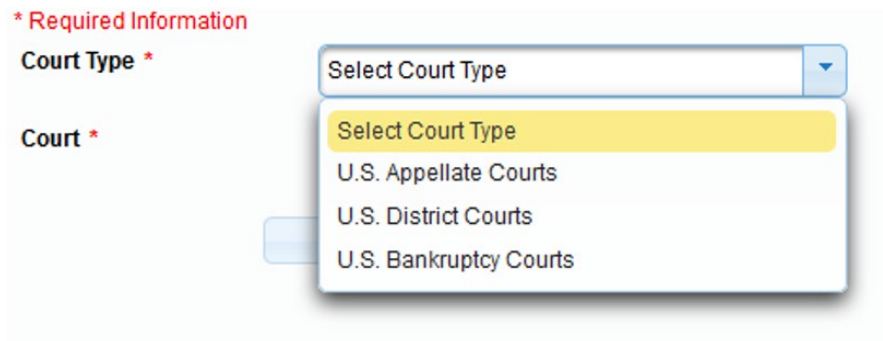 * Required Information
Court Type *
Select Court Type
Court *
Select Court Type
U.S. Appellate Courts
U.S. District Courts
U.S. Bankruptcy Courts